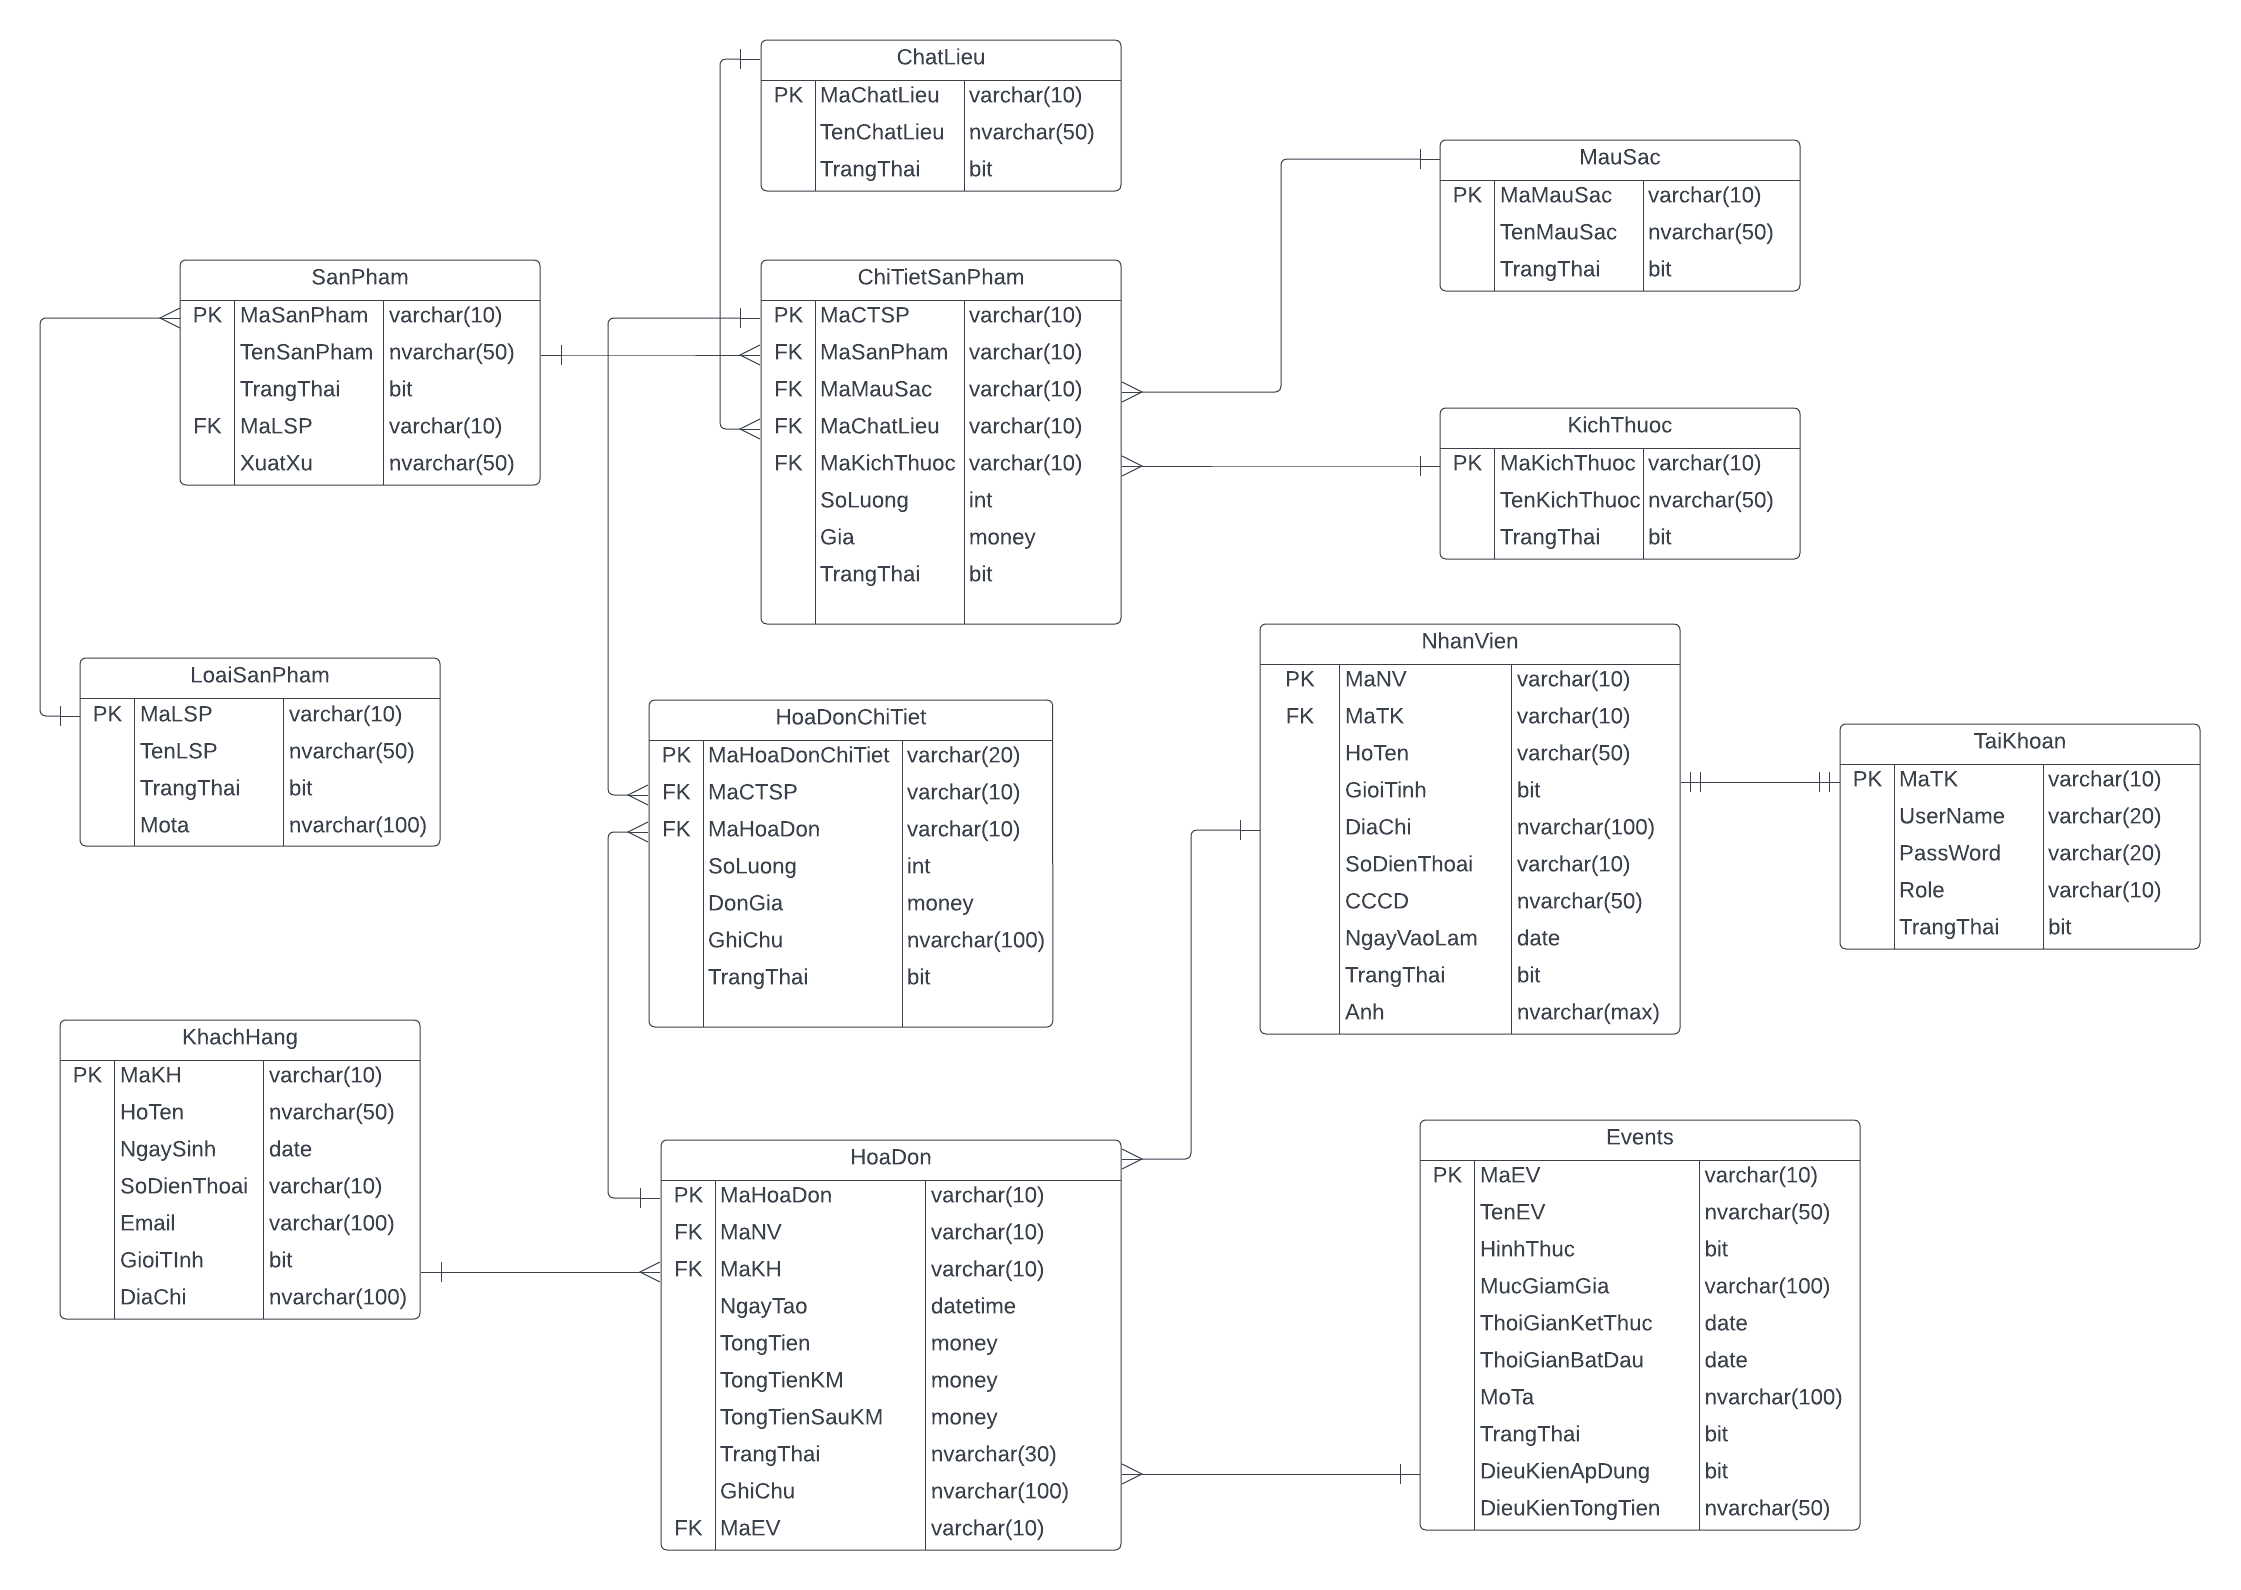 ChatLieu
PK MaChatLieu varchar(10)
TenChatLieu nvarchar(50)
TrangThai bit
MauSac
PK MaMauSac varchar(10)
TenMauSac nvarchar(50)
TrangThai bit
SanPham
PK MaSanPham varchar(10)
TenSanPham nvarchar(50)
TrangThai bit
FK MaLSP varchar(10)
XuatXu nvarchar(50)
ChiTietSanPham
PK MaCTSP varchar(10)
FK MaSanPham varchar(10)
FK MaMauSac varchar(10)
FK MaChatLieu varchar(10)
FK MaKichThuoc varchar(10)
SoLuong int
Gia money
TrangThai bit
KichThuoc
PK MaKichThuoc varchar(10)
TenKichThuoc nvarchar(50)
TrangThai bit
LoaiSanPham
PK MaLSP varchar(10)
TenLSP nvarchar(50)
TrangThai bit
Mota nvarchar(100)
HoaDonChiTiet
PK MaHoaDonChiTiet varchar(20)
FK MaCTSP varchar(10)
FK MaHoaDon varchar(10)
SoLuong int
DonGia money
GhiChu nvarchar(100)
TrangThai bit
NhanVien
PK MaNV varchar(10)
FK MaTK varchar(10)
HoTen varchar(50)
GioiTinh bit
DiaChi nvarchar(100)
SoDienThoai varchar(10)
CCCD nvarchar(50)
NgayVaoLam date
TrangThai bit
Anh nvarchar(max)
TaiKhoan
PK MaTK varchar(10)
UserName varchar(20)
PassWord varchar(20)
Role varchar(10)
TrangThai bit
KhachHang
PK MaKH varchar(10)
HoTen nvarchar(50)
NgaySinh date
SoDienThoai varchar(10)
Email varchar(100)
GioiTInh bit
DiaChi nvarchar(100)
HoaDon
PK MaHoaDon varchar(10)
FK MaNV varchar(10)
FK MaKH varchar(10)
NgayTao datetime
TongTien money
TongTienKM money
TongTienSauKM money
TrangThai nvarchar(30)
GhiChu nvarchar(100)
FK MaEV varchar(10)
Events
PK MaEV varchar(10)
TenEV nvarchar(50)
HinhThuc bit
MucGiamGia varchar(100)
ThoiGianKetThuc date
ThoiGianBatDau date
MoTa nvarchar(100)
TrangThai bit
DieuKienApDung bit
DieuKienTongTien nvarchar(50)